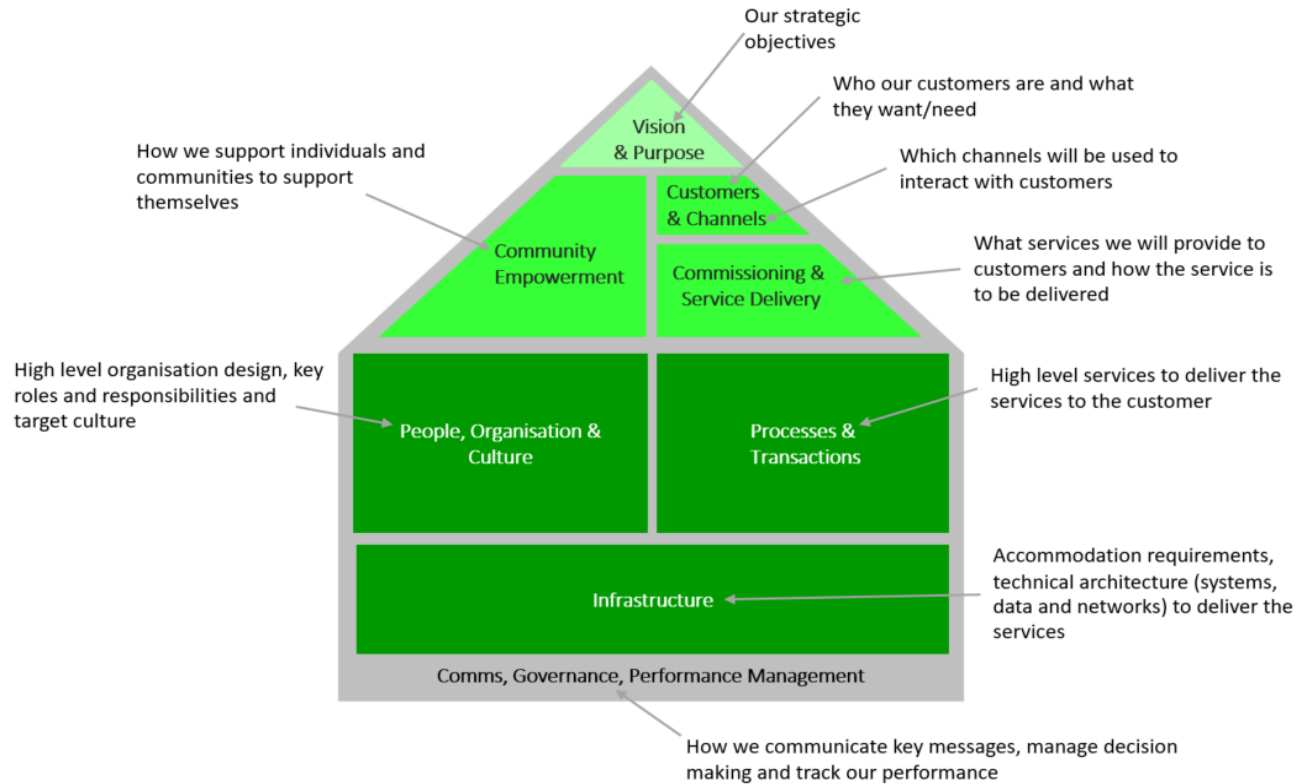 Our strategic
objectives
Who our customers are and what
they want/need
Vision
& Purpose
How we support individuals and
communities to support
themselves
Which channels will be used to
interact with customers
Customers
& Channels
Community
Empowerment
What services we will provide to
customers and how the service is
to be delivered
Commissioning &
Service Delivery
High level organisation design, key
roles and responsibilities and
target culture
High level services to deliver the
services to the customer
People, Organisation &
Culture
Processes &
Transactions
Accommodation requirements,
technical architecture (systems,
data and networks) to deliver the
services
Infrastructure
Comms, Governance, Performance Management
How we communicate key messages, manage decision
making and track our performance